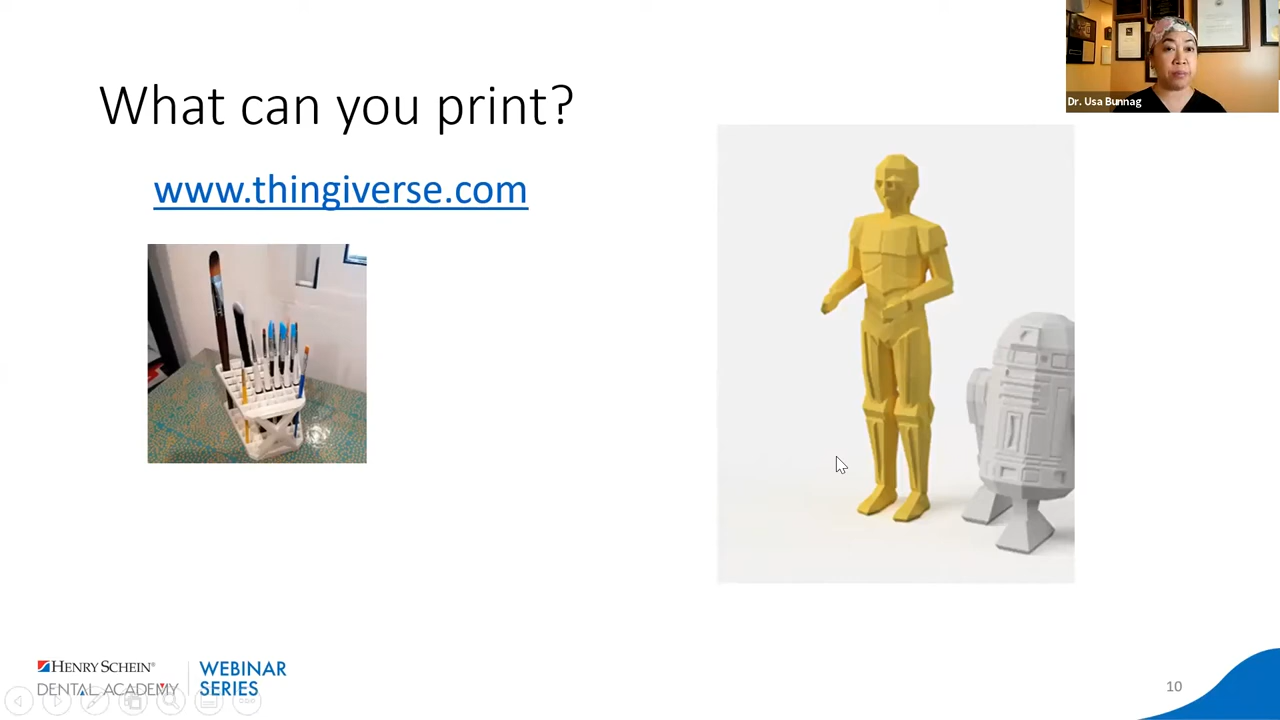 Dr. Usa Bunnag
What can you print?
www.thingiverse.com
HENRY SCHEIN®
DENTAL ACADEMY
WEBINAR
SERIES
10